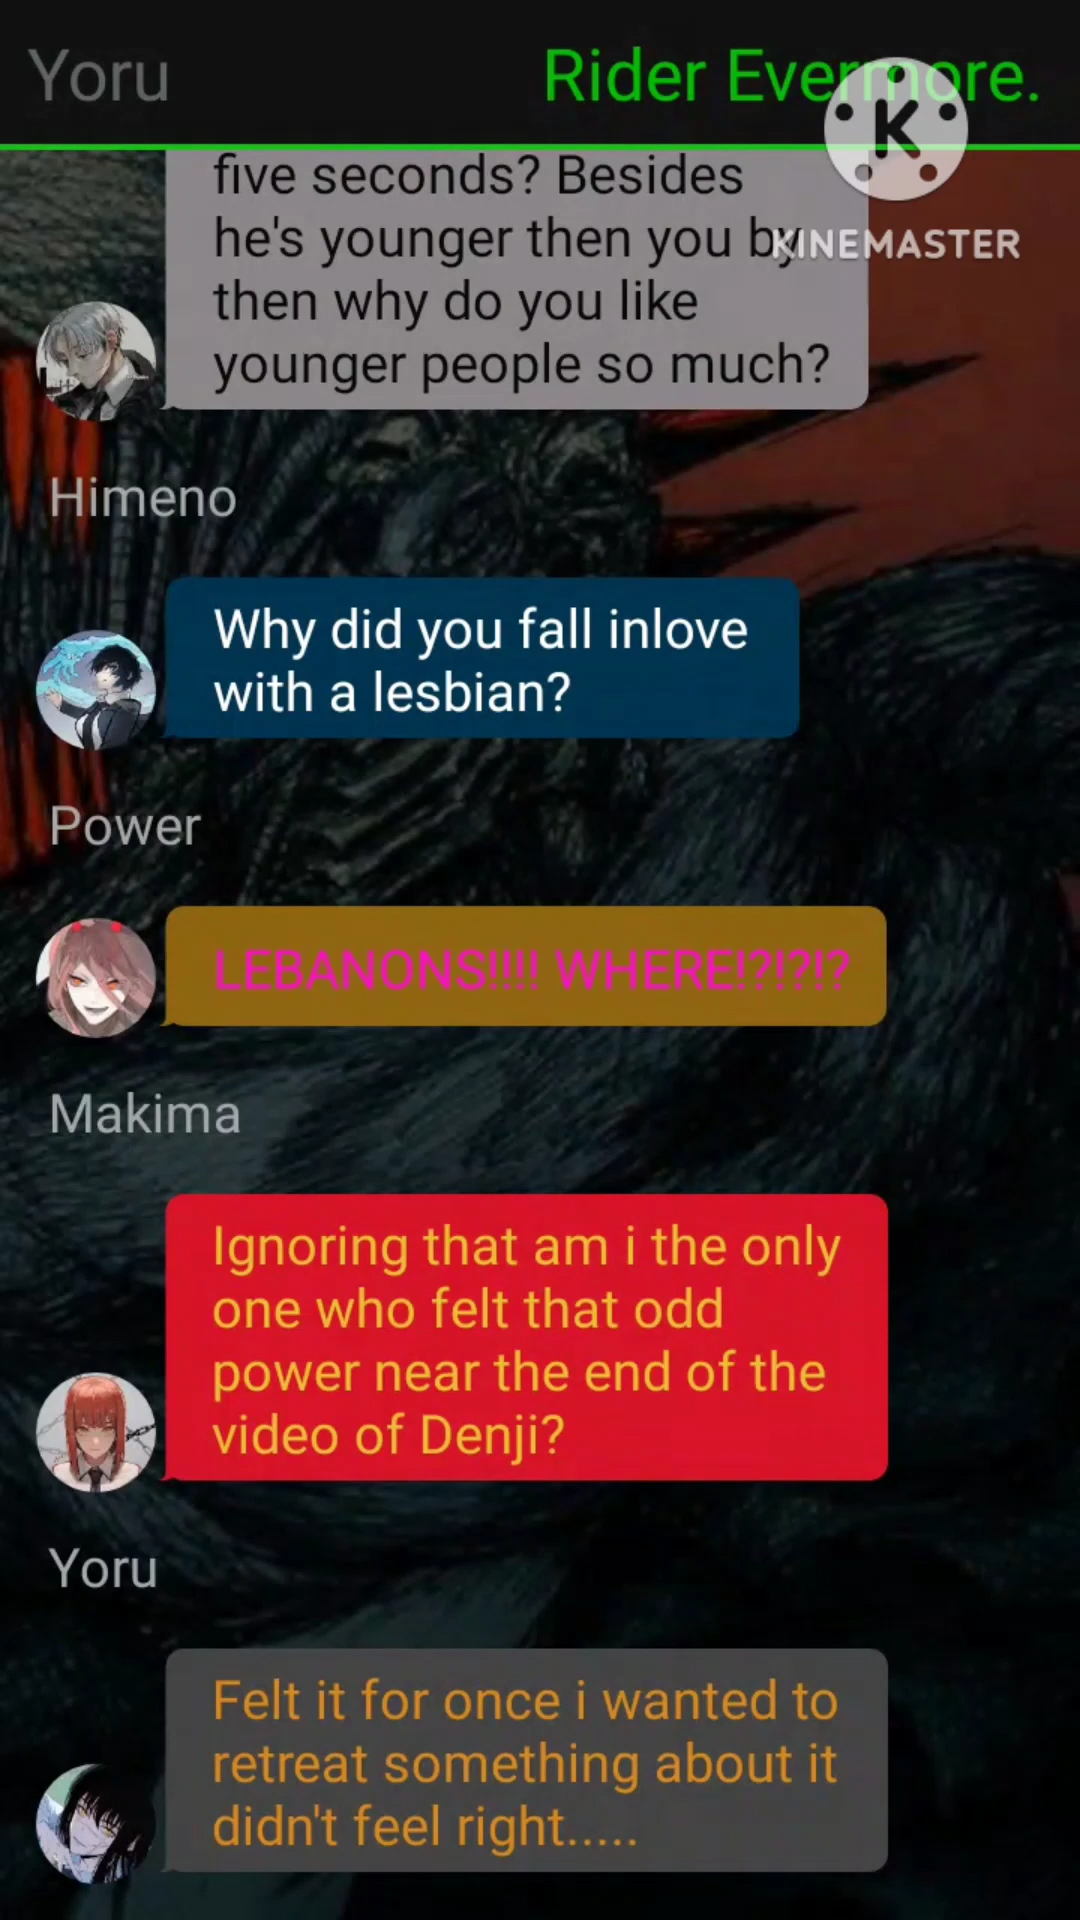 Yoru
Rider Evermore.
K
KINEMASTER
five seconds? Besides
he's younger then you by
then why do you like
younger people so much?
Himeno
Why did you fall inlove
with a lesbian?
Power
LEBANONS!!!! WHERE!?!?!?
Makima
Ignoring that am i the only
one who felt that odd
power near the end of the
video of Denji?
Yoru
Felt it for once i wanted to
retreat something about it
didn't feel right.....